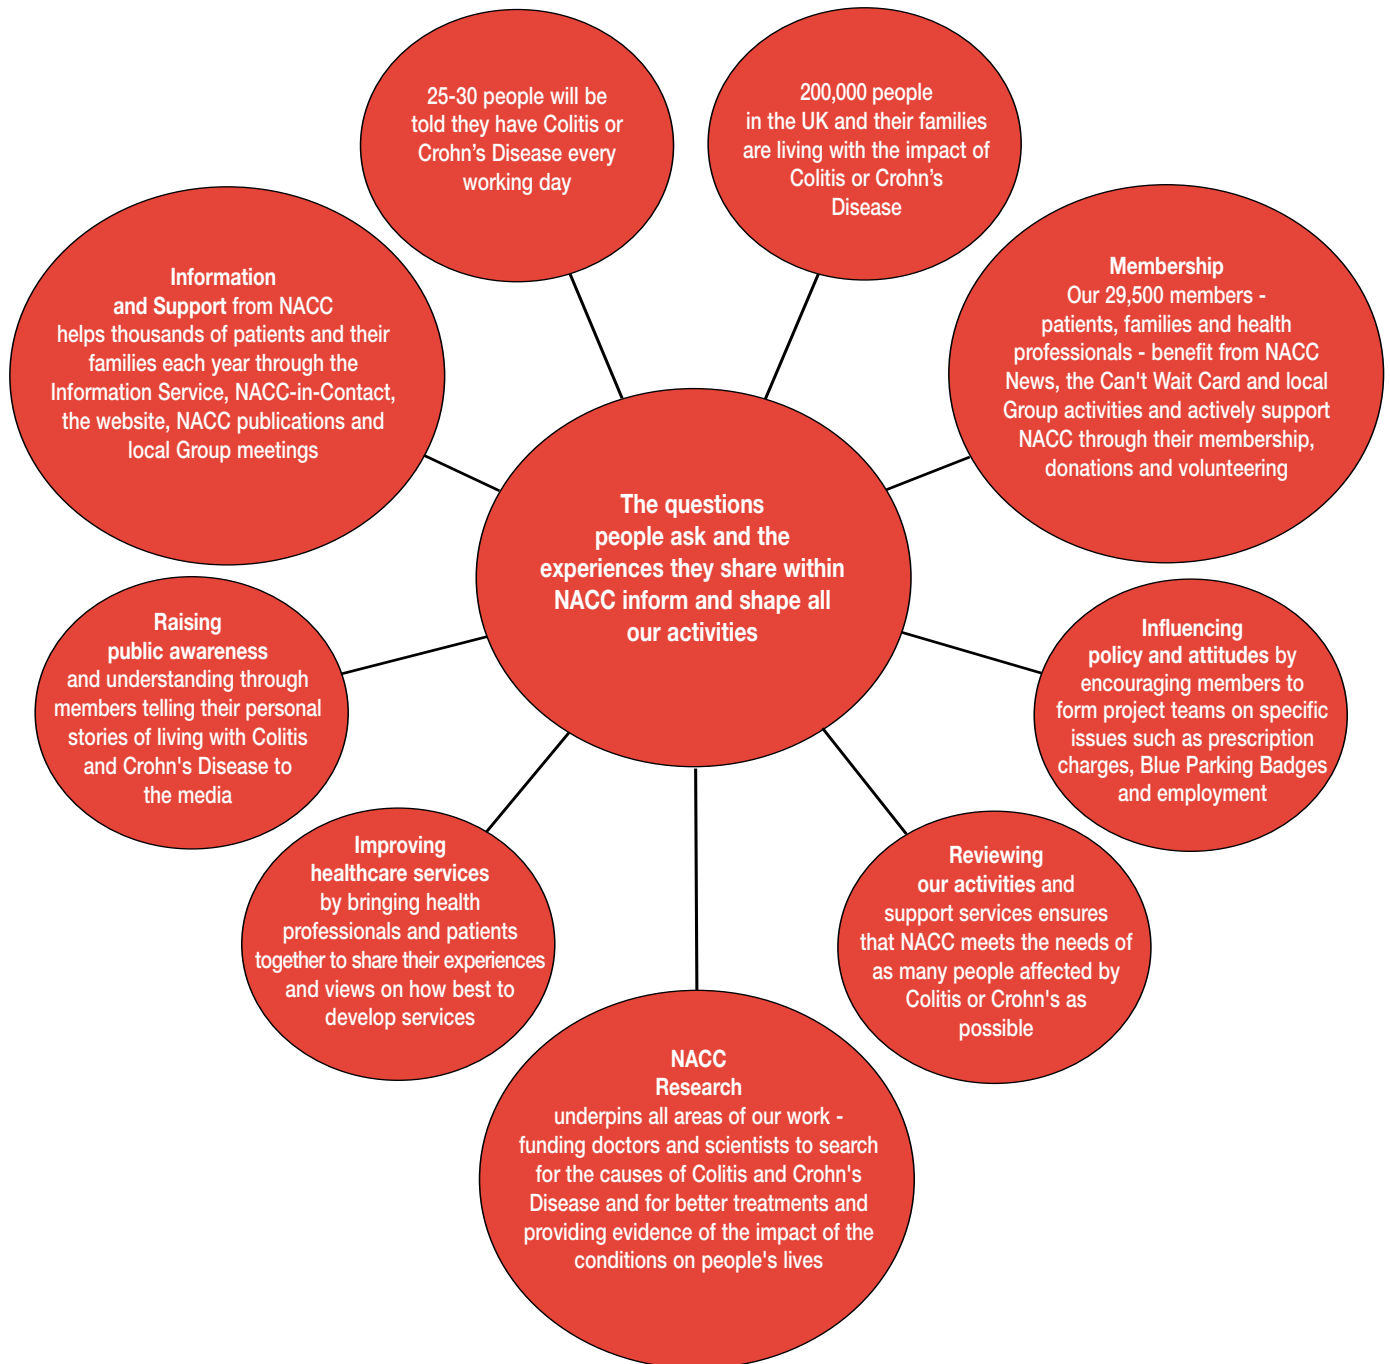 25-30 people will be
told they have Colitis or
Crohn’s Disease every
working day
200,000 people
in the UK and their families
are living with the impact of
Colitis or Crohn’s
Disease
Information
and Support from NACC
helps thousands of patients and their
families each year through the
Information Service, NACC-in-Contact,
the website, NACC publications and
local Group meetings
Membership
Our 29,500 members -
patients, families and health
professionals - benefit from NACC
News, the Can't Wait Card and local
Group activities and actively support
NACC through their membership,
donations and volunteering
The questions
people ask and the
experiences they share within
NACC inform and shape all
our activities
Raising
public awareness
and understanding through
members telling their personal
stories of living with Colitis
and Crohn's Disease to
the media
Influencing
policy and attitudes by
encouraging members to
form project teams on specific
issues such as prescription
charges, Blue Parking Badges
and employment
Improving
healthcare services
by bringing health
professionals and patients
together to share their experiences
and views on how best to
develop services
Reviewing
our activities and
support services ensures
that NACC meets the needs of
as many people affected by
Colitis or Crohn's as
possible
NACC
Research
underpins all areas of our work -
funding doctors and scientists to search
for the causes of Colitis and Crohn's
Disease and for better treatments and
providing evidence of the impact of the
conditions on people's lives